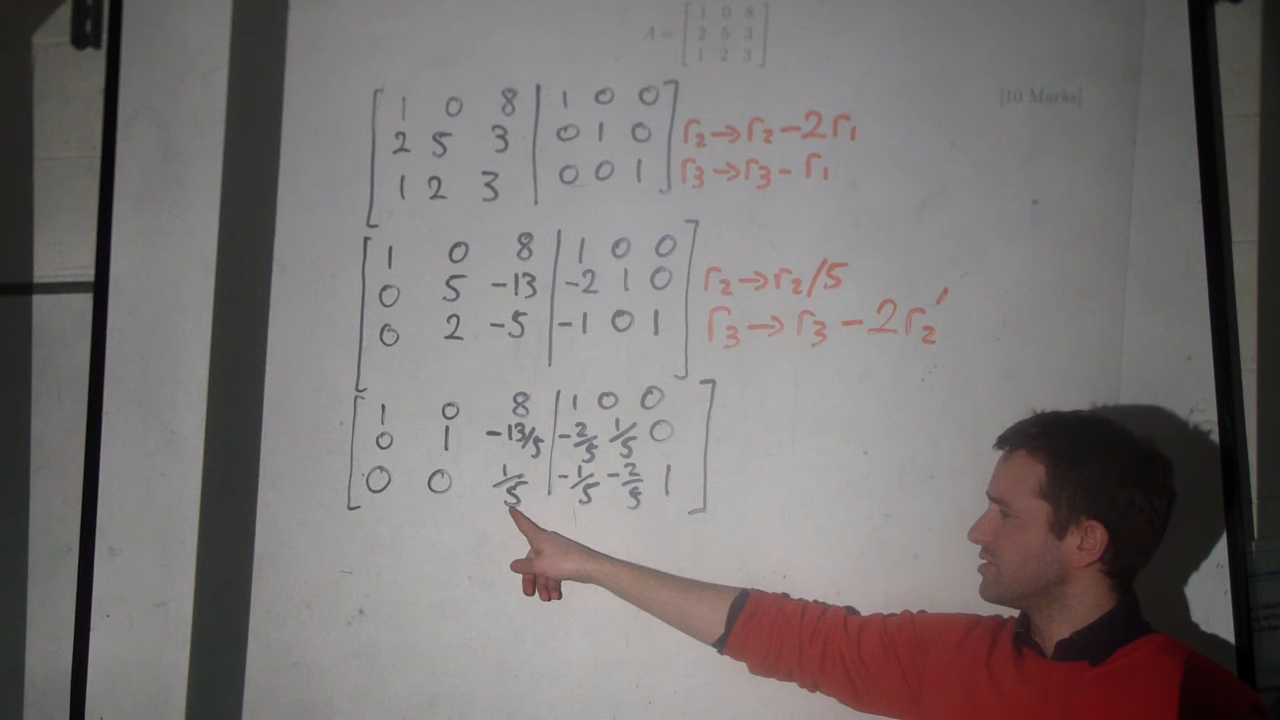 A = [ 1 0 8
2 5 3
1 2 3 ]
[10 Marks]
[ 1 0 8 | 1 0 0 ]
2 5 3 | 0 1 0 r₂→r₂-2r₁
1 2 3 | 0 0 1 r₃→r₃-r₁
[ 1 0 8 | 1 0 0 ]
0 5 -13 | -2 1 0 r₂→r₂/5
0 2 -5 | -1 0 1 r₃→r₃-2r₂'
[ 1 0 8 | 1 0 0 ]
0 1 -13/5 | -2/5 1/5 0
0 0 1/5 | -1/5 -2/5 1